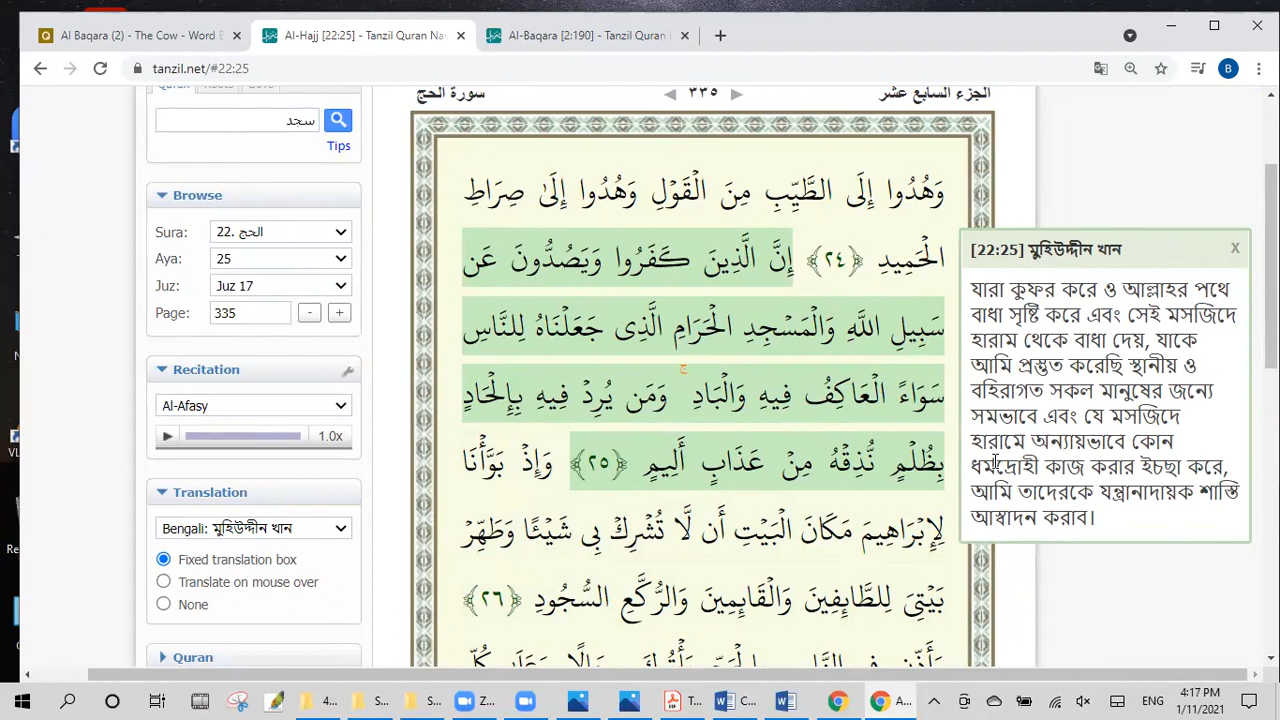 Al Baqara (2) - The Cow - Word
Al-Hajj [22:25] - Tanzil Quran Na
Al-Baqara [2:190] - Tanzil Quran
tanzil.net/#22:25
B
سجد
Tips
Browse
Sura: 22. الحج
Aya: 25
Juz: Juz 17
Page: 335 - +
Recitation
Al-Afasy
1.0x
Translation
Bengali: মুহিউদ্দীন খান
Fixed translation box
Translate on mouse over
None
Quran
الجزء السابع عشر ٣٣٥ سورة الحج
وَهُدُوا إِلَى الطَّيِّبِ مِنَ الْقَوْلِ وَهُدُوا إِلَىٰ صِرَاطِ
الْحَمِيدِ ﴿٢٤﴾ إِنَّ الَّذِينَ كَفَرُوا وَيَصُدُّونَ عَن
سَبِيلِ اللَّهِ وَالْمَسْجِدِ الْحَرَامِ الَّذِى جَعَلْنَاهُ لِلنَّاسِ
سَوَاءً الْعَاكِفُ فِيهِ وَالْبَادِ ۚ وَمَن يُرِدْ فِيهِ بِإِلْحَادٍ
بِظُلْمٍ نُّذِقْهُ مِنْ عَذَابٍ أَلِيمٍ ﴿٢٥﴾ وَإِذْ بَوَّأْنَا
لِإِبْرَاهِيمَ مَكَانَ الْبَيْتِ أَن لَّا تُشْرِكْ بِى شَيْئًا وَطَهِّرْ
بَيْتِىَ لِلطَّائِفِينَ وَالْقَائِمِينَ وَالرُّكَّعِ السُّجُودِ ﴿٢٦﴾
[22:25] মুহিউদ্দীন খান X
যারা কুফর করে ও আল্লাহর পথে
বাধা সৃষ্টি করে এবং সেই মসজিদে
হারাম থেকে বাধা দেয়, যাকে
আমি প্রস্তুত করেছি স্থানীয় ও
বহিরাগত সকল মানুষের জন্যে
সমভাবে এবং যে মসজিদে
হারামে অন্যায়ভাবে কোন
ধর্মদ্রোহী কাজ করার ইচছা করে,
আমি তাদেরকে যন্ত্রানাদায়ক শাস্তি
আস্বাদন করাব।
4... S... S... Z... T... C... A...
ENG
4:17 PM
1/11/2021